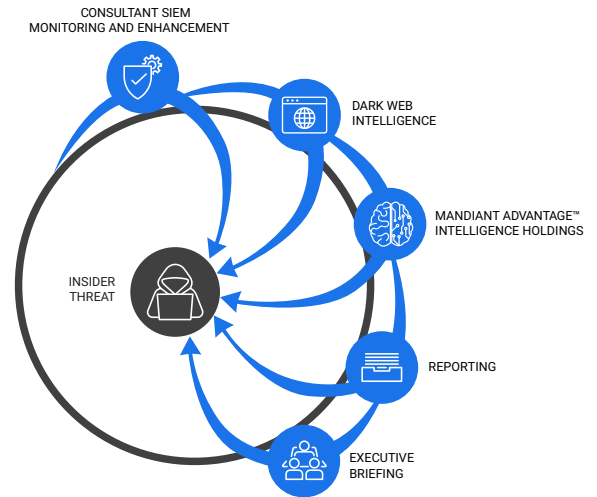 CONSULTANT SIEM
MONITORING AND ENHANCEMENT
DARK WEB
INTELLIGENCE
MANDIANT ADVANTAGE™
INTELLIGENCE HOLDINGS
INSIDER
THREAT
REPORTING
EXECUTIVE
BRIEFING